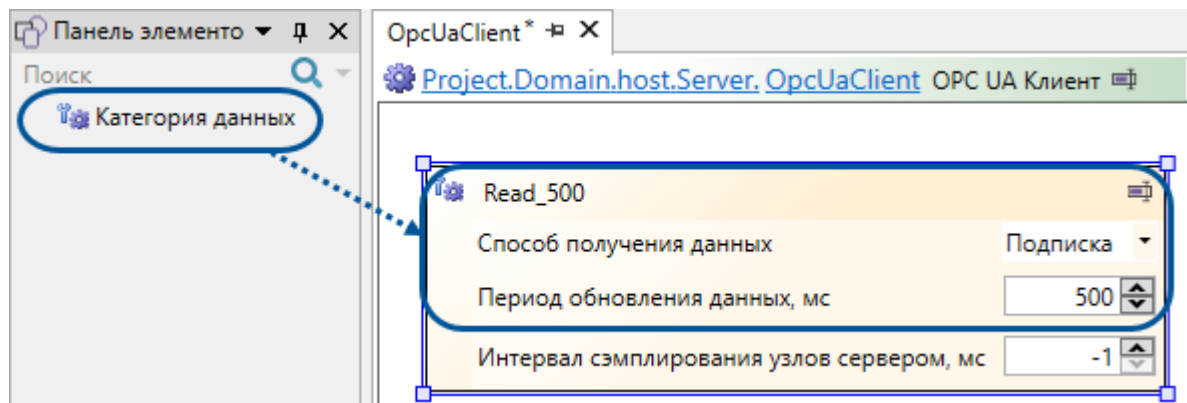 Панель элементо
Поиск
Категория данных
OpcUaClient*
Project.Domain.host.Server. OpcUaClient OPC UA Клиент
Read_500
Способ получения данных Подписка
Период обновления данных, мс 500
Интервал сэмплирования узлов сервером, мс -1